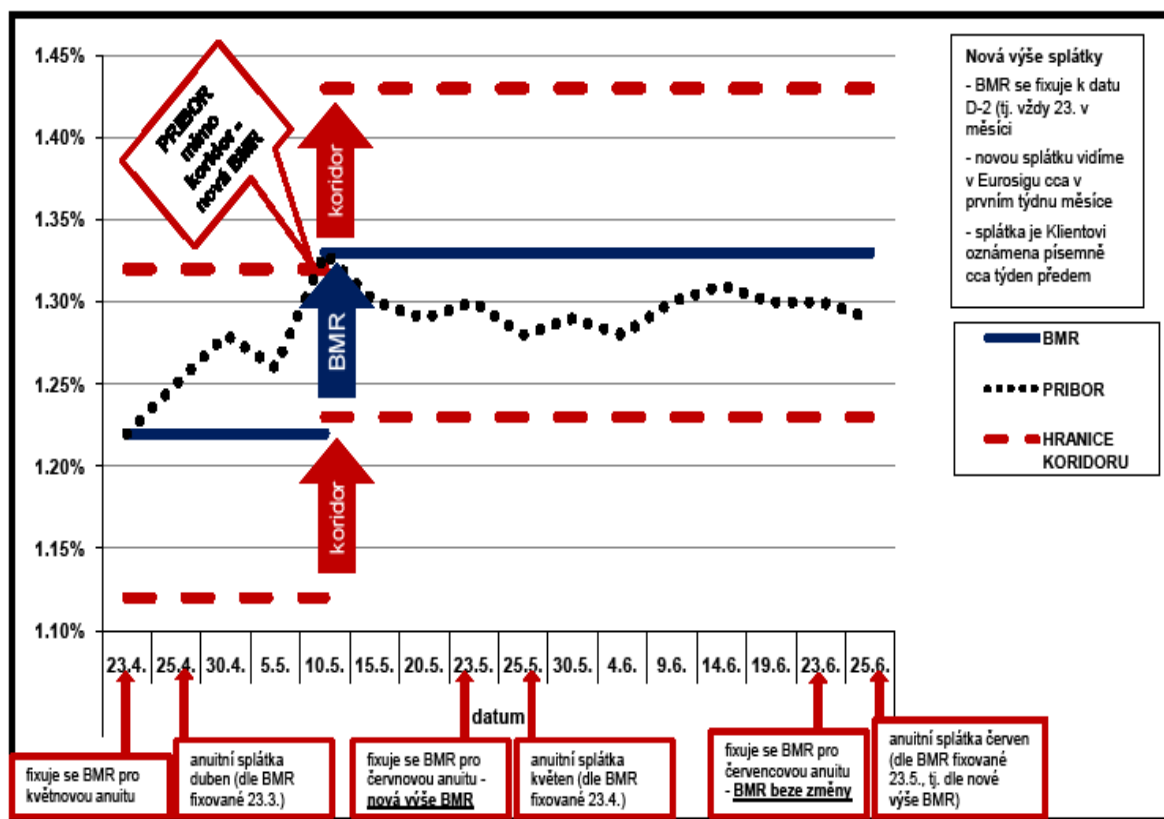 1.45%
1.40%
1.35%
1.30%
1.25%
1.20%
1.15%
1.10%
PRIBOR
mimo
koridor -
nová BMR
koridor
BMR
koridor
23.4. 25.4. 30.4. 5.5. 10.5. 15.5. 20.5. 23.5. 25.5. 30.5. 4.6. 9.6. 14.6. 19.6. 23.6. 25.6.
datum
Nová výše splátky
- BMR se fixuje k datu
D-2 (tj. vždy 23. v
měsíci
- novou splátku vidíme
v Eurosigu cca v
prvním týdnu měsíce
- splátka je Klientovi
oznámena písemně
cca týden předem
BMR
PRIBOR
HRANICE
KORIDORU
fixuje se BMR pro
květnovou anuitu
anuitní splátka
duben (dle BMR
fixované 23.3.)
fixuje se BMR pro
červnovou anuitu -
nová výše BMR
anuitní splátka
květen (dle BMR
fixované 23.4.)
fixuje se BMR pro
červencovou anuitu
- BMR beze změny
anuitní splátka červen
(dle BMR fixované
23.5., tj. dle nové
výše BMR)